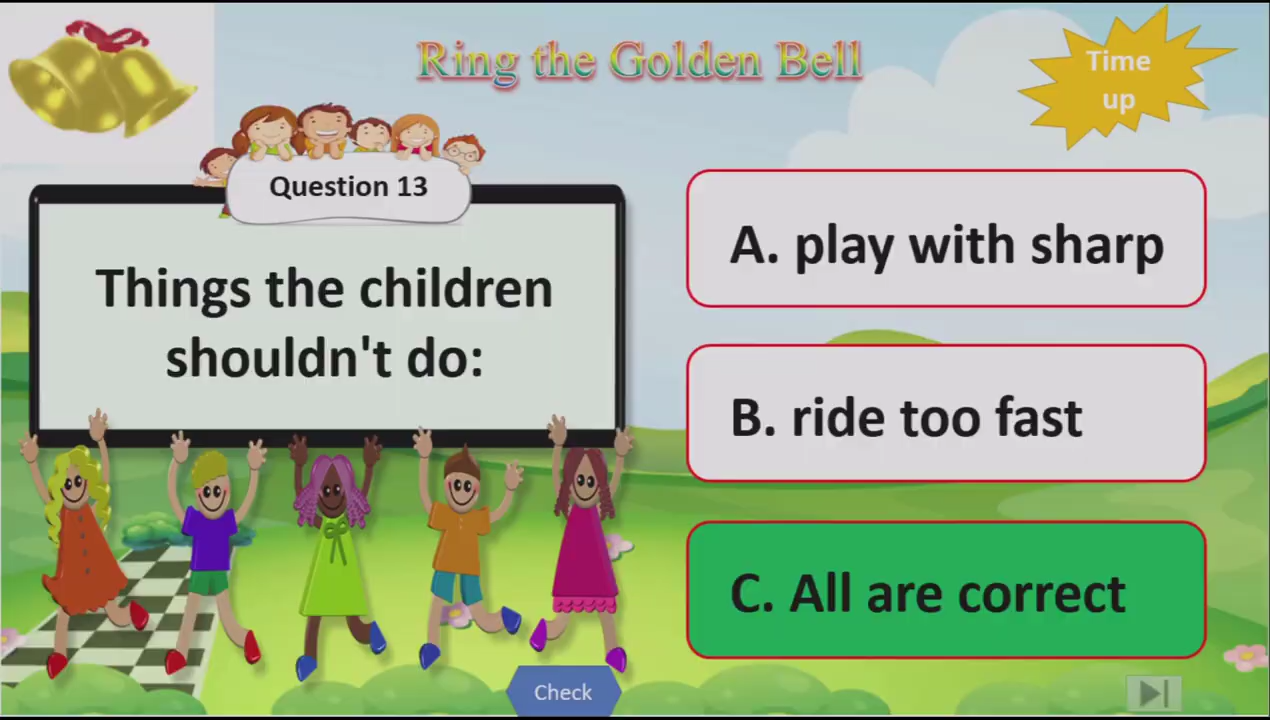 Ring the Golden Bell
Time
up
Question 13
Things the children
shouldn't do:
A. play with sharp
B. ride too fast
C. All are correct
Check